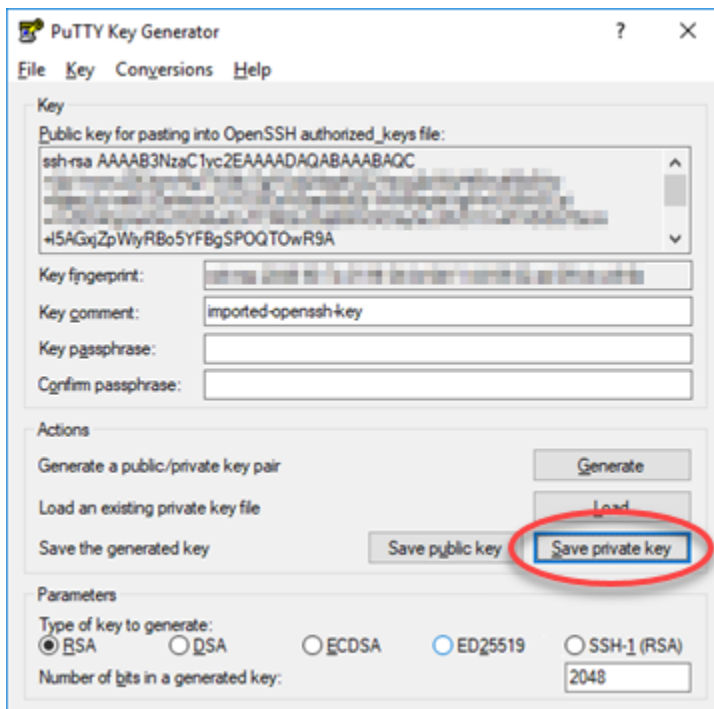 PuTTY Key Generator ?
File Key Conversions Help
Key
Public key for pasting into OpenSSH authorized_keys file:
ssh-rsa AAAAB3NzaC1yc2EAAAADAQABAAABAQC
+I5AGxjZpWiyRBo5YFBgSPOQTOwR9A
Key fingerprint:
Key comment: imported-openssh-key
Key passphrase:
Confirm passphrase:
Actions
Generate a public/private key pair Generate
Load an existing private key file Load
Save the generated key Save public key Save private key
Parameters
Type of key to generate:
RSA DSA ECDSA ED25519 SSH-1 (RSA)
Number of bits in a generated key: 2048